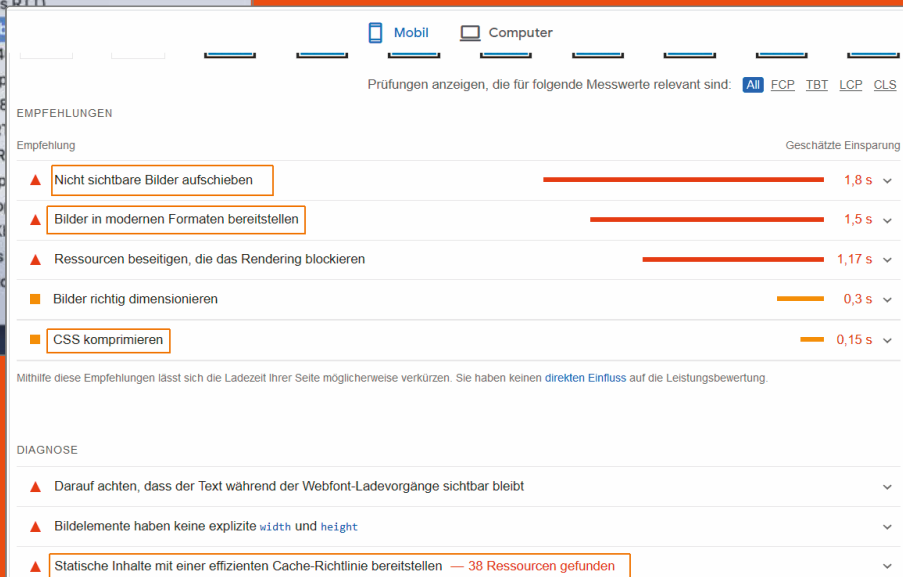 Mobil Computer
Prüfungen anzeigen, die für folgende Messwerte relevant sind: All FCP TBT LCP CLS
EMPFEHLUNGEN
Empfehlung Geschätzte Einsparung
Nicht sichtbare Bilder aufschieben 1,8 s
Bilder in modernen Formaten bereitstellen 1,5 s
Ressourcen beseitigen, die das Rendering blockieren 1,17 s
Bilder richtig dimensionieren 0,3 s
CSS komprimieren 0,15 s
Mithilfe diese Empfehlungen lässt sich die Ladezeit Ihrer Seite möglicherweise verkürzen. Sie haben keinen direkten Einfluss auf die Leistungsbewertung.
DIAGNOSE
Darauf achten, dass der Text während der Webfont-Ladevorgänge sichtbar bleibt
Bildelemente haben keine explizite width und height
Statische Inhalte mit einer effizienten Cache-Richtlinie bereitstellen — 38 Ressourcen gefunden